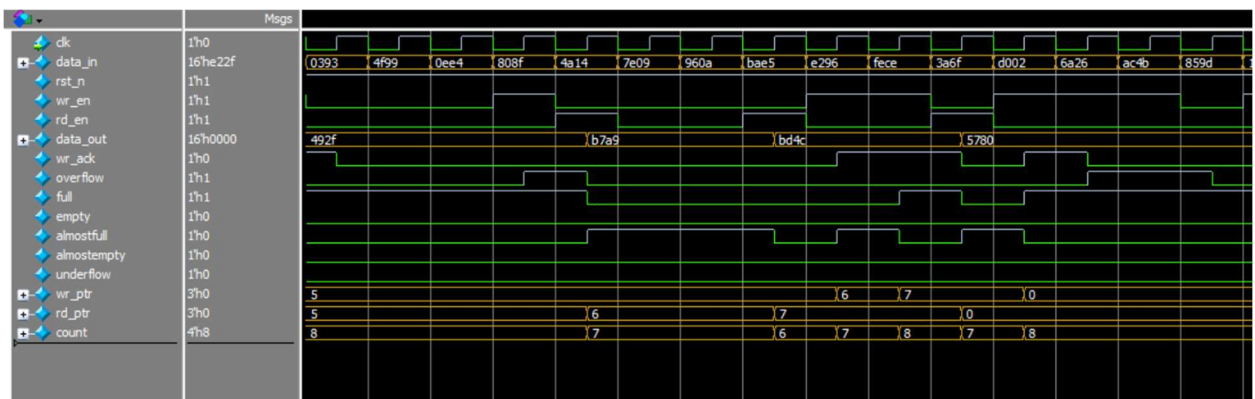 Msgs
clk 1'h0
data_in 16'he22f 0393 4f99 0ee4 808f 4a14 7e09 960a bae5 e296 fece 3a6f d002 6a26 ac4b 859d 1
rst_n 1'h1
wr_en 1'h1
rd_en 1'h1
data_out 16'h0000 492f b7a9 bd4c 5780
wr_ack 1'h0
overflow 1'h1
full 1'h1
empty 1'h0
almostfull 1'h0
almostempty 1'h0
underflow 1'h0
wr_ptr 3'h0 5 6 7 0
rd_ptr 3'h0 5 6 7 0
count 4'h8 8 7 6 7 8 7 8